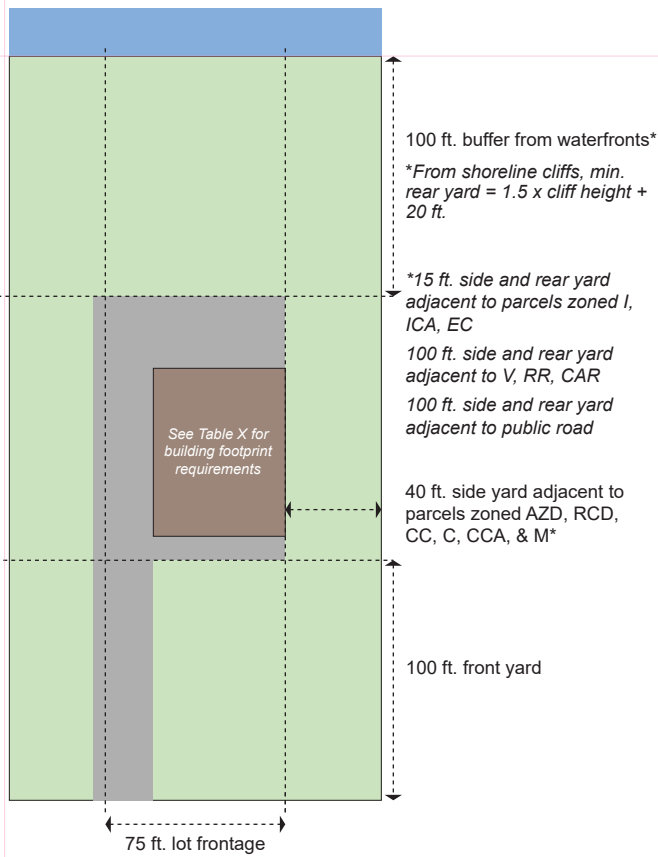 100 ft. buffer from waterfronts*
*From shoreline cliffs, min.
rear yard = 1.5 x cliff height +
20 ft.
*15 ft. side and rear yard
adjacent to parcels zoned I,
ICA, EC
100 ft. side and rear yard
adjacent to V, RR, CAR
100 ft. side and rear yard
adjacent to public road
See Table X for
building footprint
requirements
40 ft. side yard adjacent to
parcels zoned AZD, RCD,
CC, C, CCA, & M*
100 ft. front yard
75 ft. lot frontage